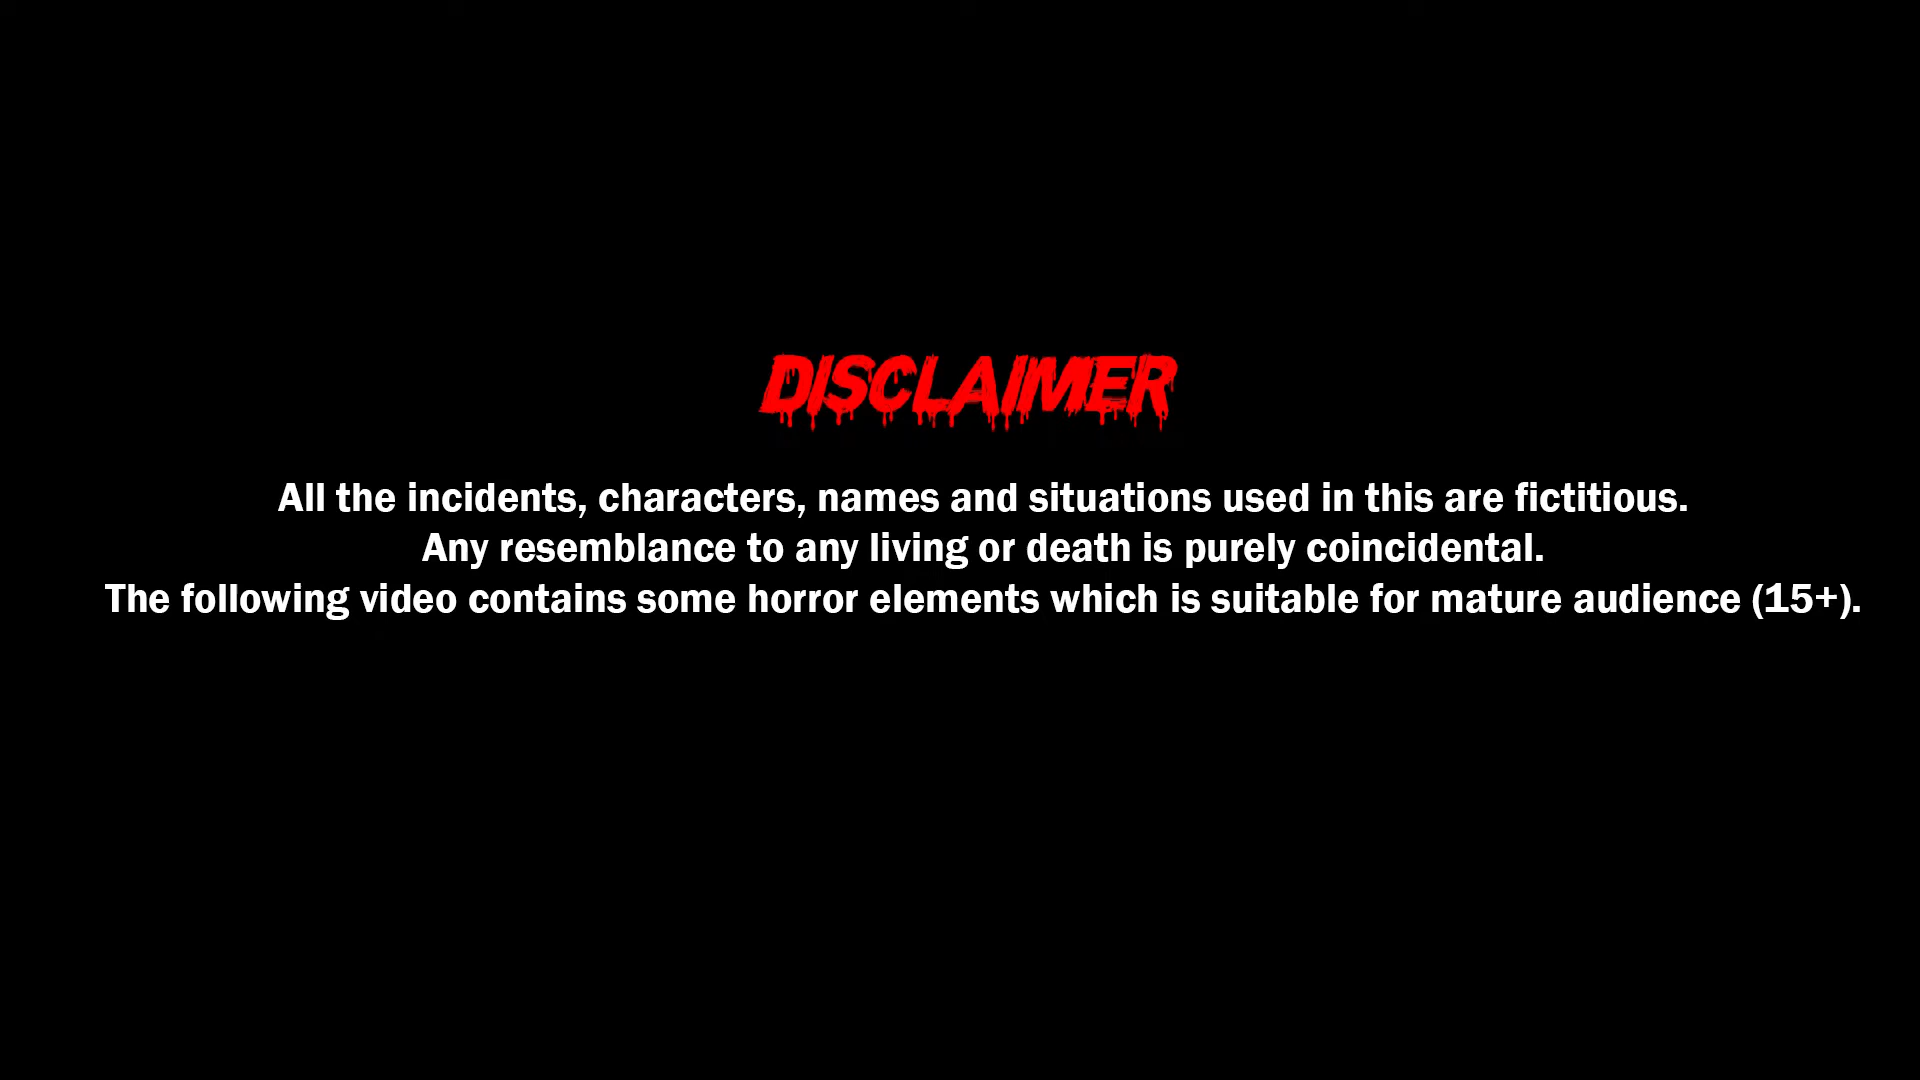 DISCLAIMER
All the incidents, characters, names and situations used in this are fictitious.
Any resemblance to any living or death is purely coincidental.
The following video contains some horror elements which is suitable for mature audience (15+).